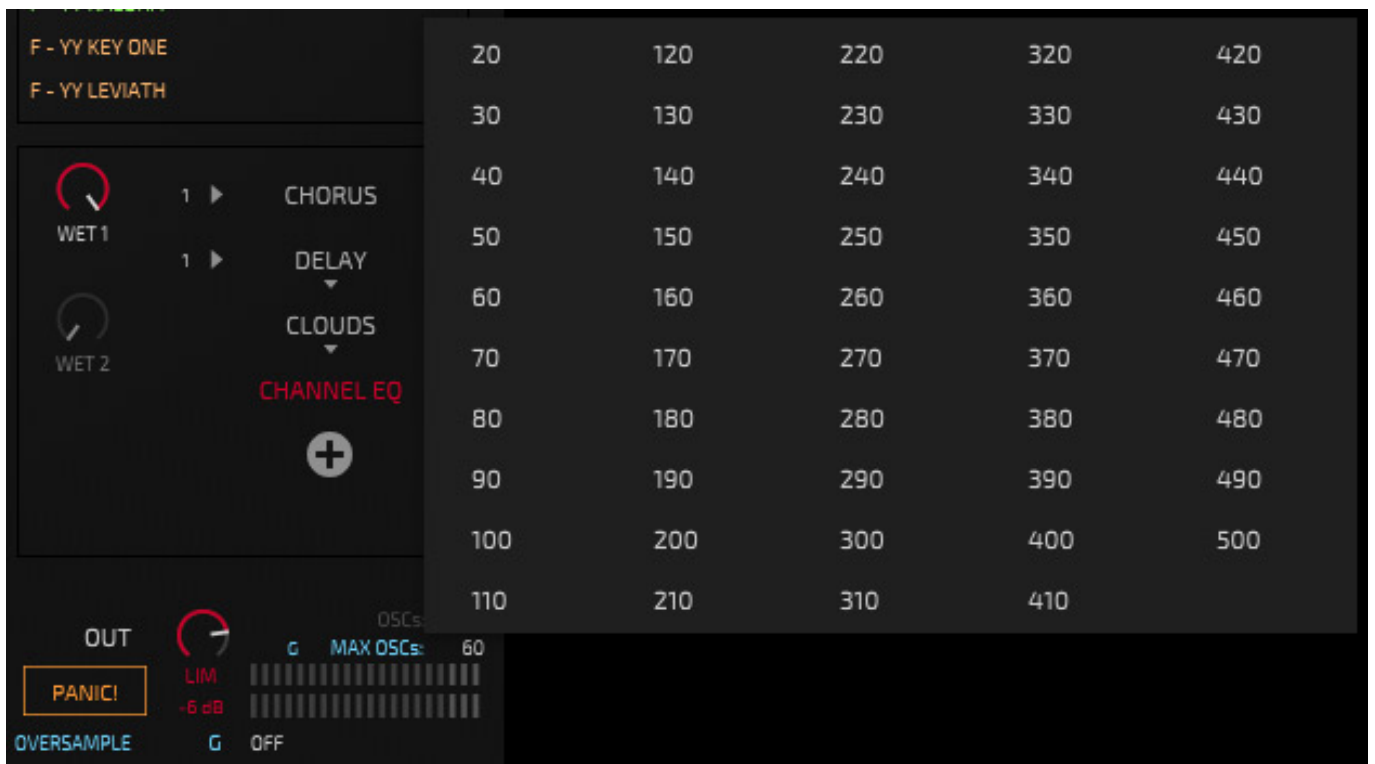 F - YY KEY ONE
F - YY LEVIATH
WET 1
1 CHORUS
1 DELAY
CLOUDS
WET 2
CHANNEL EQ
20 120 220 320 420
30 130 230 330 430
40 140 240 340 440
50 150 250 350 450
60 160 260 360 460
70 170 270 370 470
80 180 280 380 480
90 190 290 390 490
100 200 300 400 500
110 210 310 410
OSCs:
OUT
G MAX OSCs: 60
LIM
PANIC!
-6 dB
OVERSAMPLE G OFF